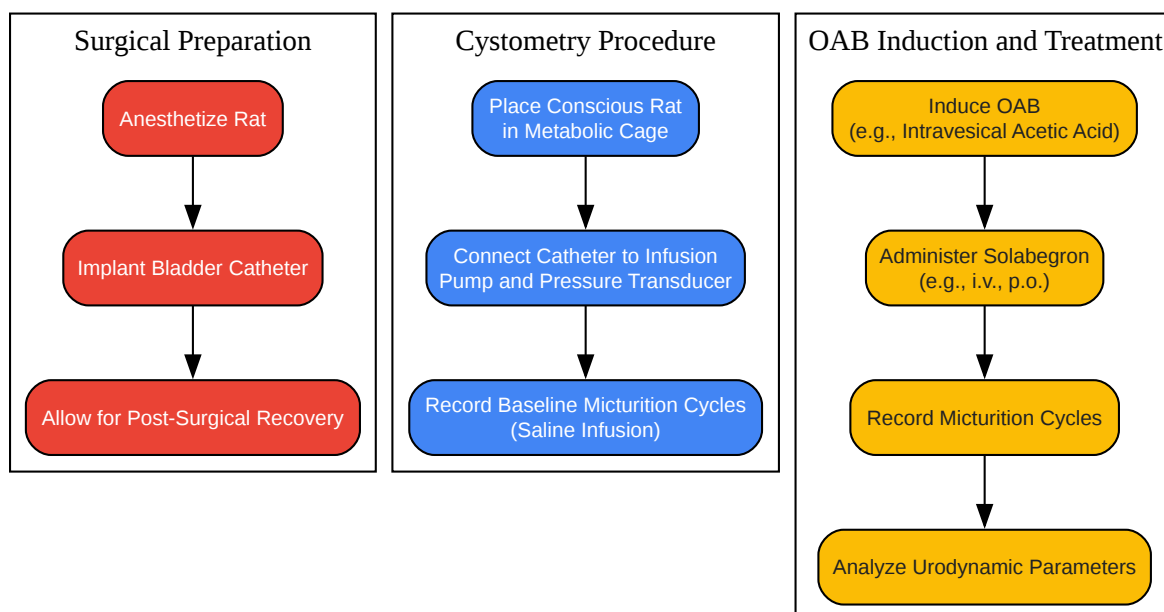 Surgical Preparation
Anesthetize Rat
Implant Bladder Catheter
Allow for Post-Surgical Recovery
Cystometry Procedure
Place Conscious Rat
in Metabolic Cage
Connect Catheter to Infusion
Pump and Pressure Transducer
Record Baseline Micturition Cycles
(Saline Infusion)
OAB Induction and Treatment
Induce OAB
(e.g., Intravesical Acetic Acid)
Administer Solabegron
(e.g., i.v., p.o.)
Record Micturition Cycles
Analyze Urodynamic Parameters